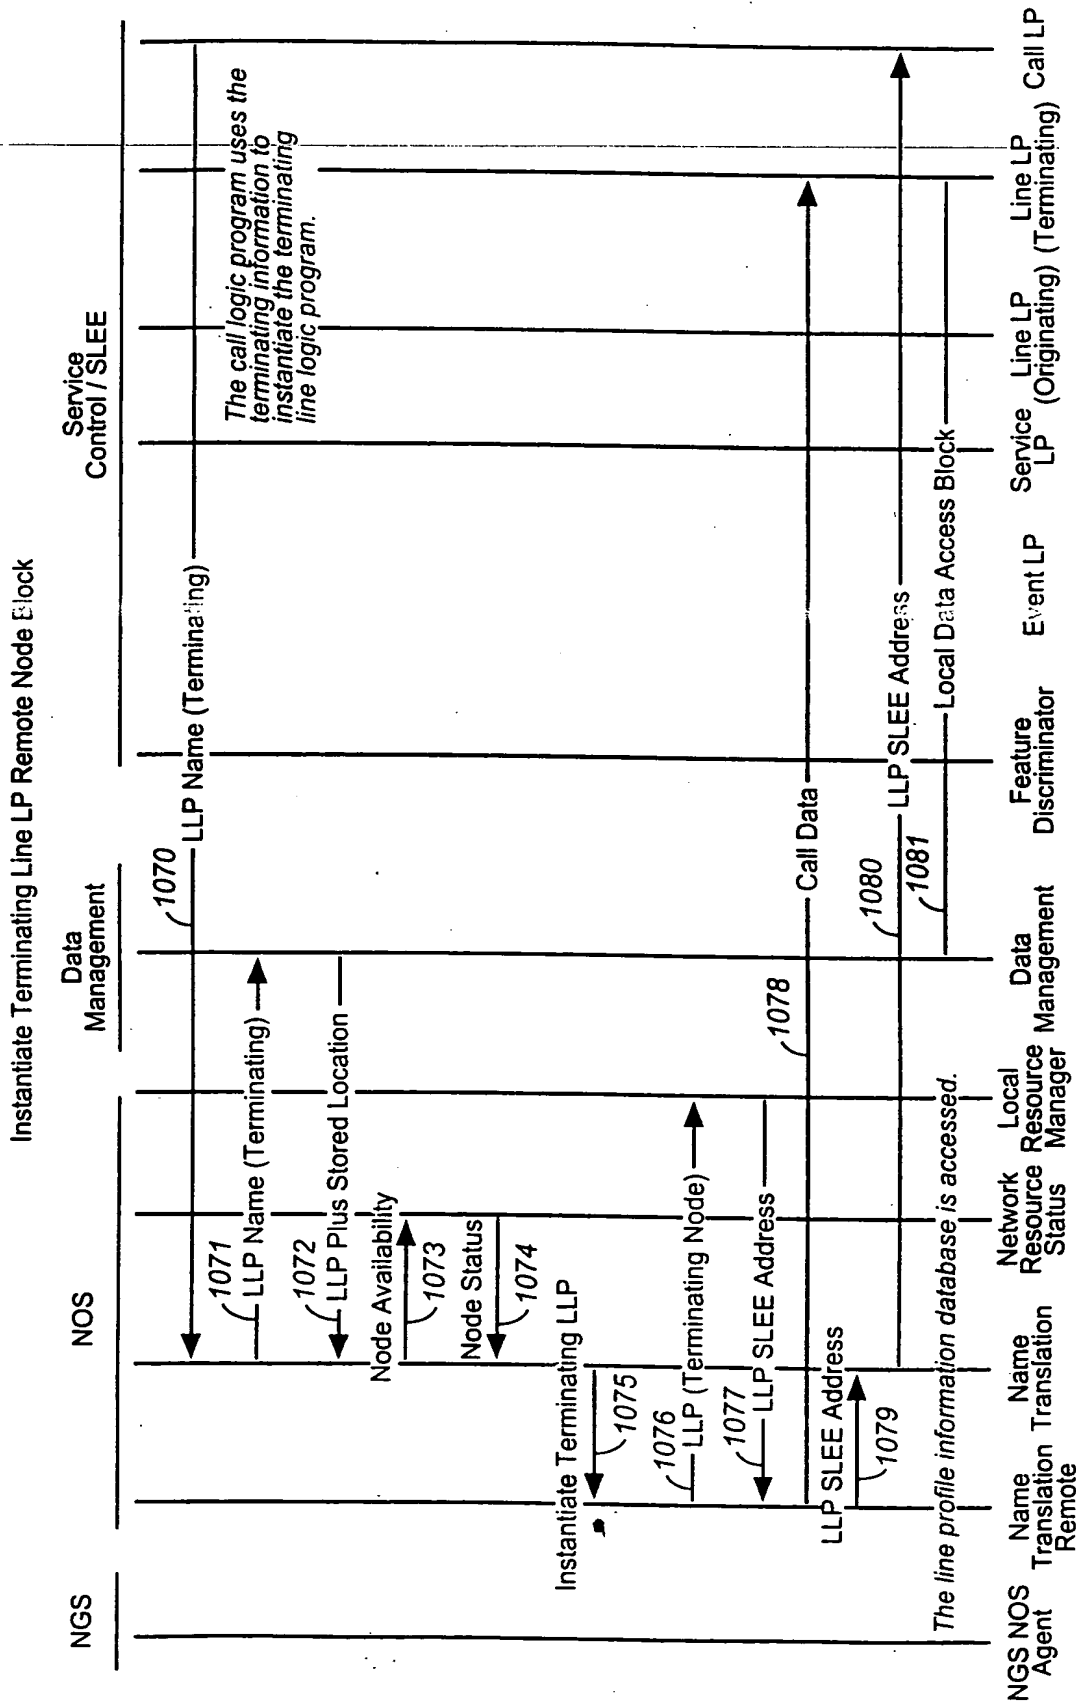 Instantiate Terminating Line LP Remote Node Block
NGS
NOS
Data
Management
Service
Control / SLEE
1070
LLP Name (Terminating)
The call logic program uses the
terminating information to
instantiate the terminating
line logic program.
1071
LLP Name (Terminating)
1072
LLP Plus Stored Location
Node Availability
1073
Node Status
1074
Instantiate Terminating LLP
1075
1076
LLP (Terminating Node)
1077
LLP SLEE Address
1078
Call Data
LLP SLEE Address
1079
1080
LLP SLEE Address
1081
Local Data Access Block
The line profile information database is accessed.
NGS NOS
Agent
Name
Translation
Remote
Name
Translation
Network
Resource
Status
Local
Resource
Manager
Data
Management
Feature
Discriminator
Event LP
Service
LP
Line LP
(Originating)
Line LP
(Terminating)
Call LP